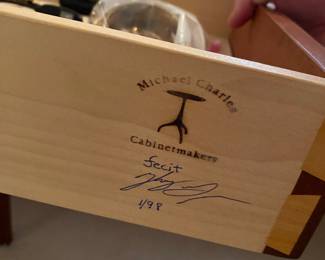 Michael Charles
Cabinetmakers
fecit
1/98